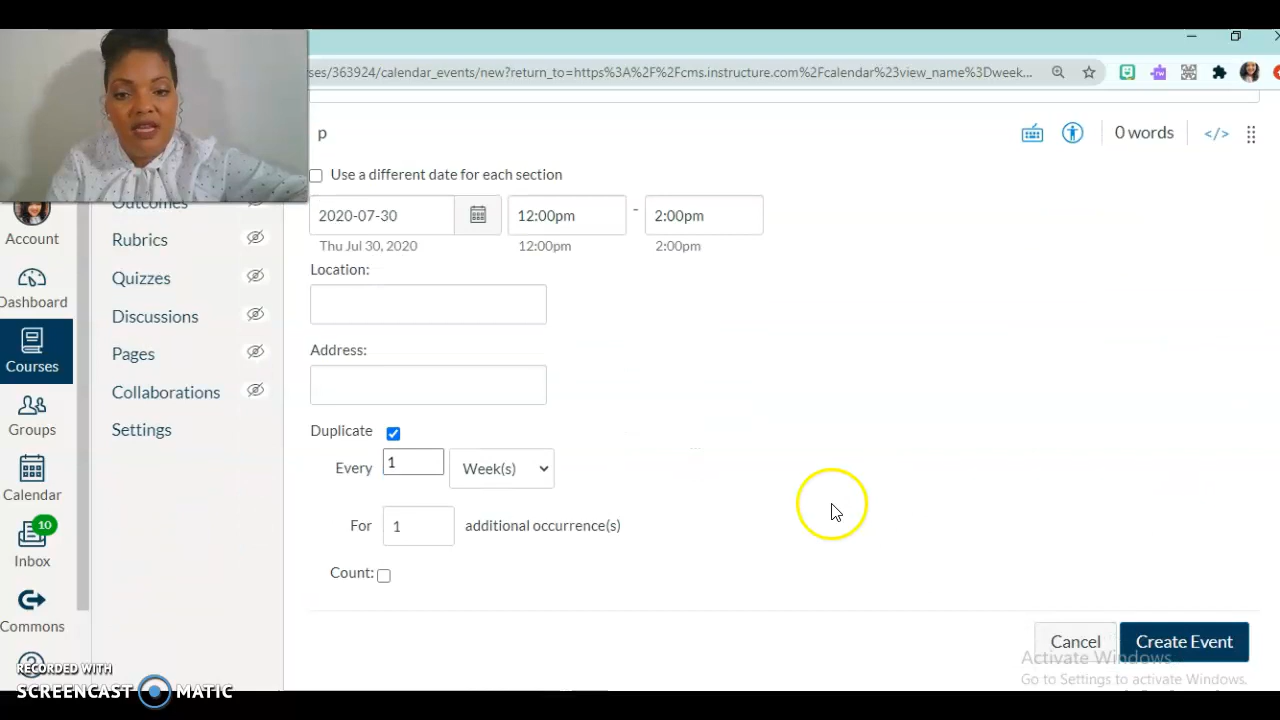 ses/363924/calendar_events/new?return_to=https%3A%2F%2Fcms.instructure.com%2Fcalendar%23view_name%3Dweek...
p
0 words
</>
Use a different date for each section
2020-07-30
12:00pm
-
2:00pm
Thu Jul 30, 2020
12:00pm
2:00pm
Location:
Address:
Duplicate
Every
1
Week(s)
For
1
additional occurrence(s)
Count:
Cancel
Create Event
Activate Windows
Go to Settings to activate Windows.
Account
Dashboard
Courses
Groups
Calendar
10
Inbox
Commons
Outcomes
Rubrics
Quizzes
Discussions
Pages
Collaborations
Settings
RECORDED WITH
SCREENCAST MATIC